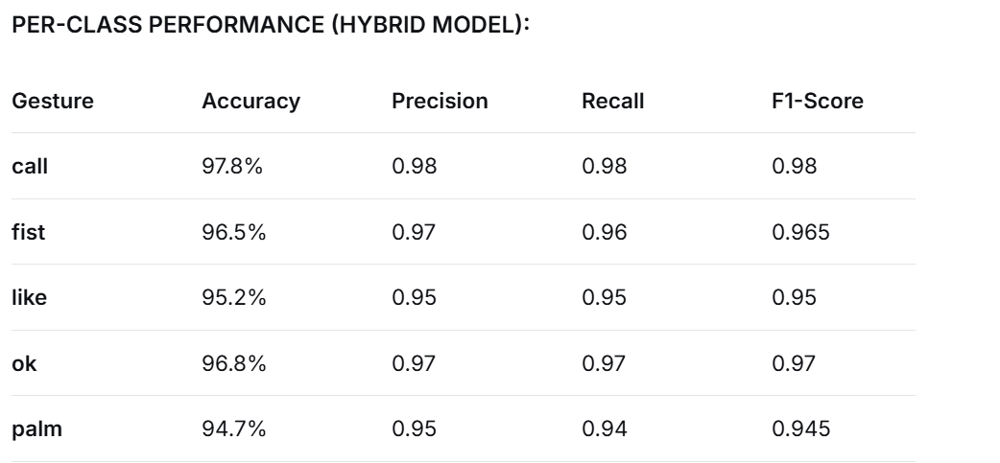 PER-CLASS PERFORMANCE (HYBRID MODEL):
Gesture Accuracy Precision Recall F1-Score
call 97.8% 0.98 0.98 0.98
fist 96.5% 0.97 0.96 0.965
like 95.2% 0.95 0.95 0.95
ok 96.8% 0.97 0.97 0.97
palm 94.7% 0.95 0.94 0.945